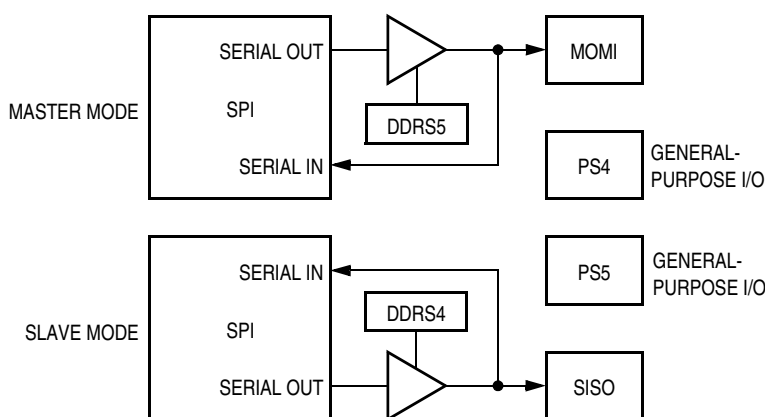 SERIAL OUT
MOMI
MASTER MODE
SPI
DDRS5
SERIAL IN
PS4
GENERAL-
PURPOSE I/O
SERIAL IN
PS5
GENERAL-
PURPOSE I/O
DDRS4
SLAVE MODE
SPI
SERIAL OUT
SISO